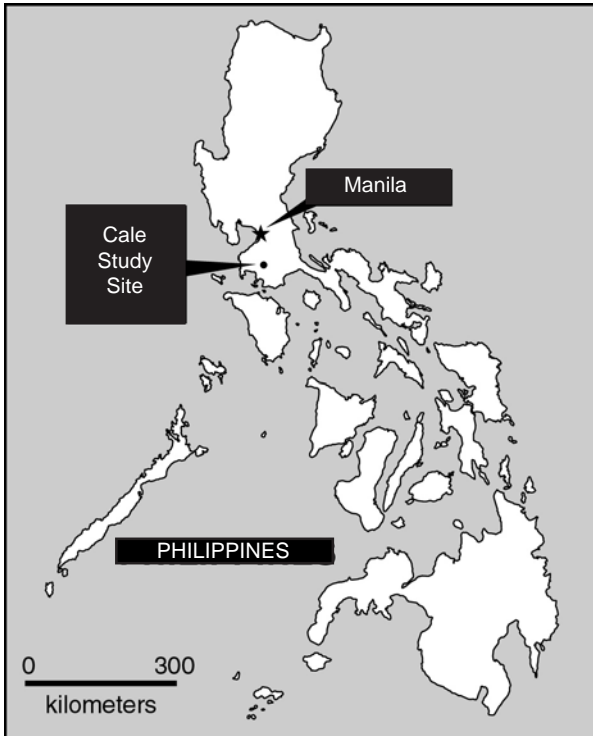 Manila
Cale
Study
Site
PHILIPPINES
0 300
kilometers